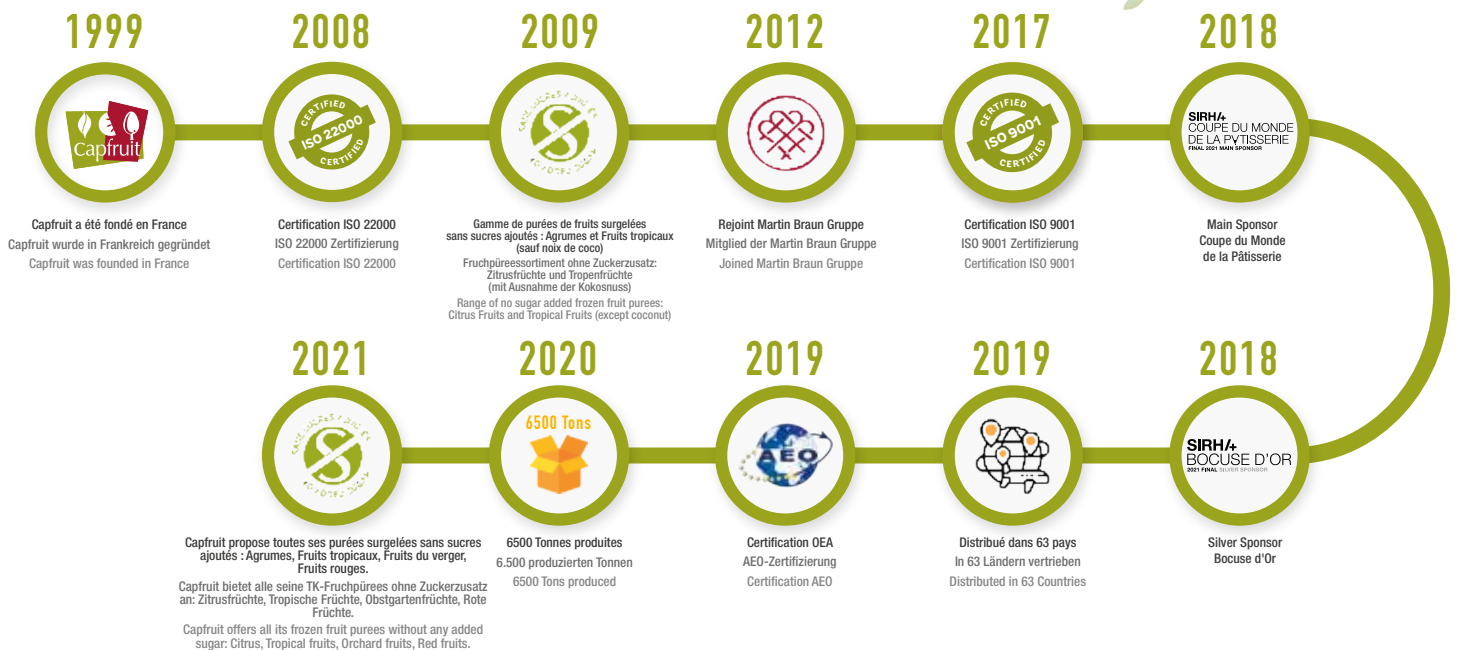 1999
Capfruit
Capfruit a été fondé en France
Capfruit wurde in Frankreich gegründet
Capfruit was founded in France
2008
CERTIFIED
ISO 22000
CERTIFIED
Certification ISO 22000
ISO 22000 Zertifizierung
Certification ISO 22000
2009
Gamme de purées de fruits surgelées
sans sucres ajoutés : Agrumes et Fruits tropicaux
(sauf noix de coco)
Fruchpüreessortiment ohne Zuckerzusatz:
Zitrusfrüchte und Tropenfrüchte
(mit Ausnahme der Kokosnuss)
Range of no sugar added frozen fruit purees:
Citrus Fruits and Tropical Fruits (except coconut)
2012
Rejoint Martin Braun Gruppe
Mitglied der Martin Braun Gruppe
Joined Martin Braun Gruppe
2017
CERTIFIED
ISO 9001
CERTIFIED
Certification ISO 9001
ISO 9001 Zertifizierung
Certification ISO 9001
2018
SIRHA
COUPE DU MONDE
DE LA PYTISSERIE
FINAL 2021 MAIN SPONSOR
Main Sponsor
Coupe du Monde
de la Pâtisserie
2018
SIRHA
BOCUSE D'OR
2021 FINAL SILVER SPONSOR
Silver Sponsor
Bocuse d'Or
2019
Distribué dans 63 pays
In 63 Ländern vertrieben
Distributed in 63 Countries
2019
AEO
Certification OEA
AEO-Zertifizierung
Certification AEO
2020
6500 Tons
6500 Tonnes produites
6.500 produzierten Tonnen
6500 Tons produced
2021
Capfruit propose toutes ses purées surgelées sans sucres
ajoutés : Agrumes, Fruits tropicaux, Fruits du verger,
Fruits rouges.
Capfruit bietet alle seine TK-Fruchpürees ohne Zuckerzusatz
an: Zitrusfrüchte, Tropische Früchte, Obstgartenfrüchte, Rote
Früchte.
Capfruit offers all its frozen fruit purees without any added
sugar: Citrus, Tropical fruits, Orchard fruits, Red fruits.